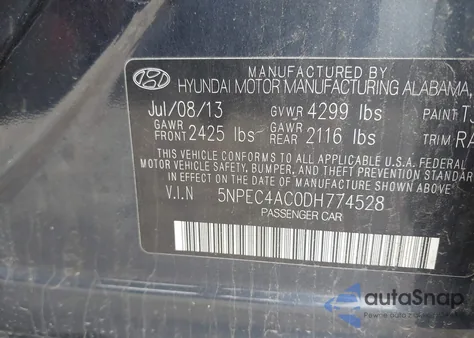 MANUFACTURED BY
HYUNDAI MOTOR MANUFACTURING ALABAMA,
Jul/08/13 GVWR 4299 lbs PAINT
GAWR FRONT 2425 lbs GAWR REAR 2116 lbs TRIM
THIS VEHICLE CONFORMS TO ALL APPLICABLE U.S.A. FEDERAL
MOTOR VEHICLE SAFETY, BUMPER, AND THEFT PREVENTION STANDARDS
IN EFFECT ON THE DATE OF MANUFACTURE SHOWN ABOVE.
V.I.N 5NPEC4AC0DH774528
PASSENGER CAR
autoSnap